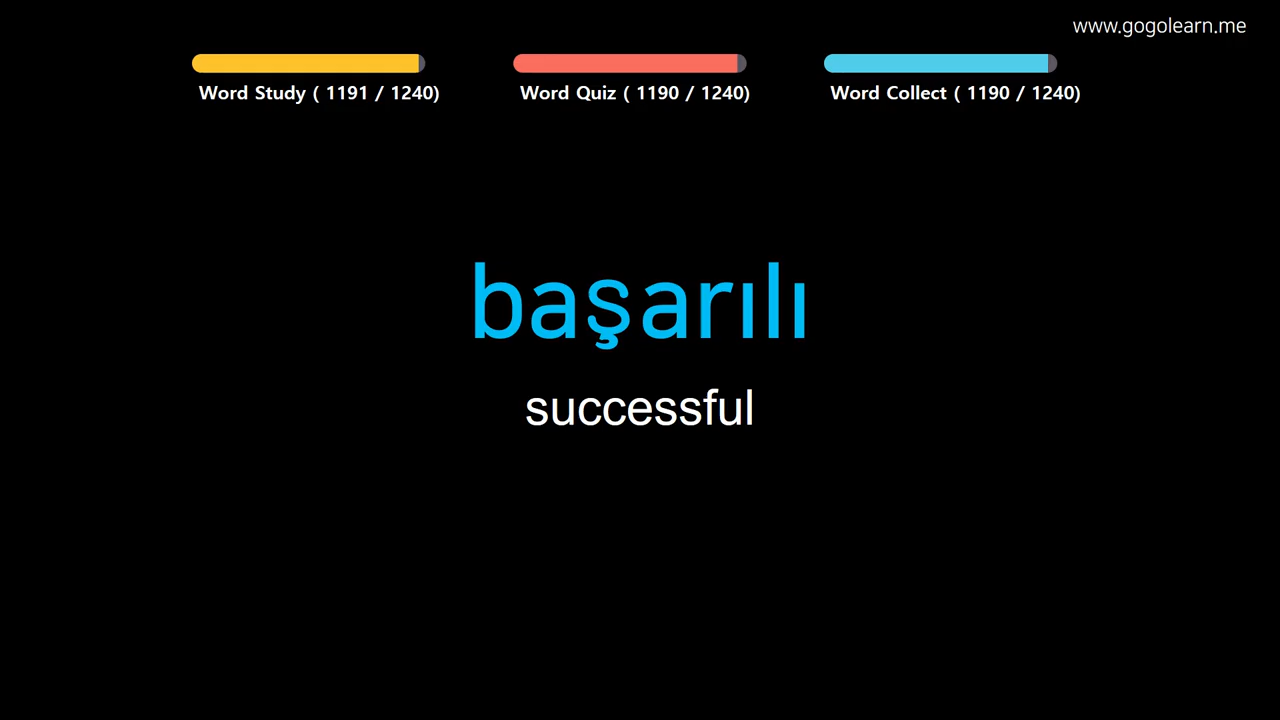 www.gogolearn.me
Word Study ( 1191 / 1240)
Word Quiz ( 1190 / 1240)
Word Collect ( 1190 / 1240)
başarılı
successful